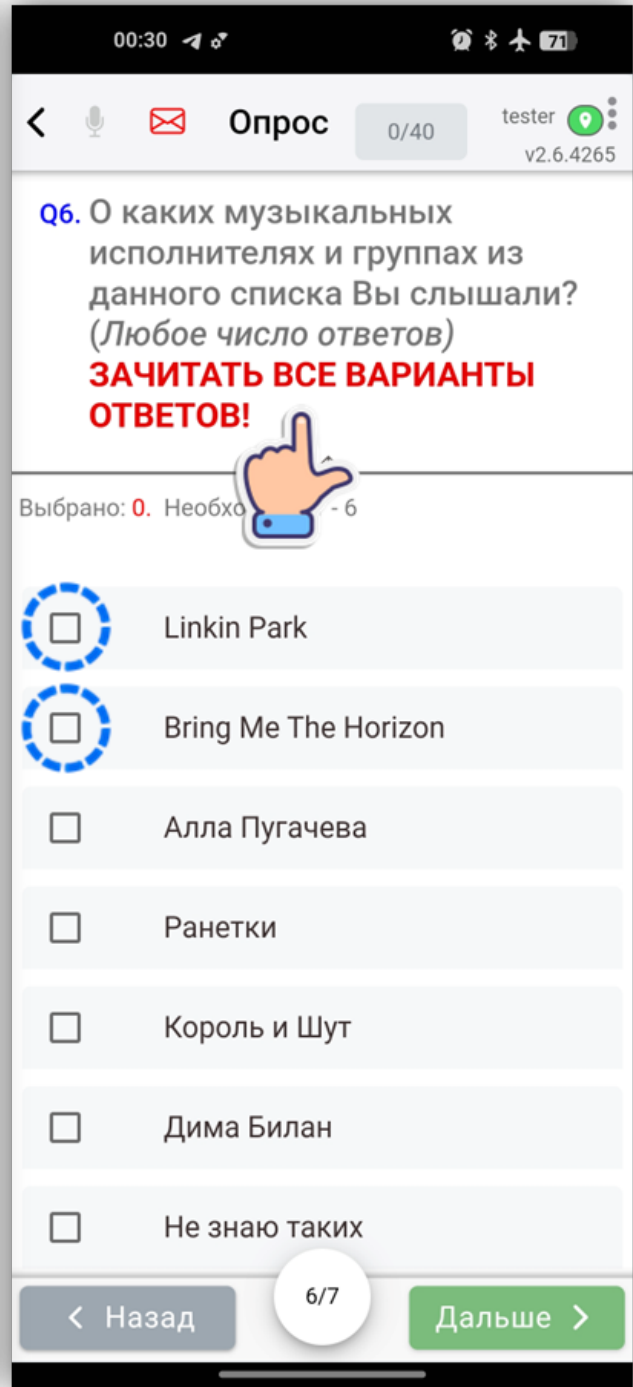 00:30
71
Опрос
0/40
tester
v2.6.4265
Q6. О каких музыкальных
исполнителях и группах из
данного списка Вы слышали?
(Любое число ответов)
ЗАЧИТАТЬ ВСЕ ВАРИАНТЫ
ОТВЕТОВ!
Выбрано: 0. - 6
Linkin Park
Bring Me The Horizon
Алла Пугачева
Ранетки
Король и Шут
Дима Билан
Не знаю таких
Назад
6/7
Дальше